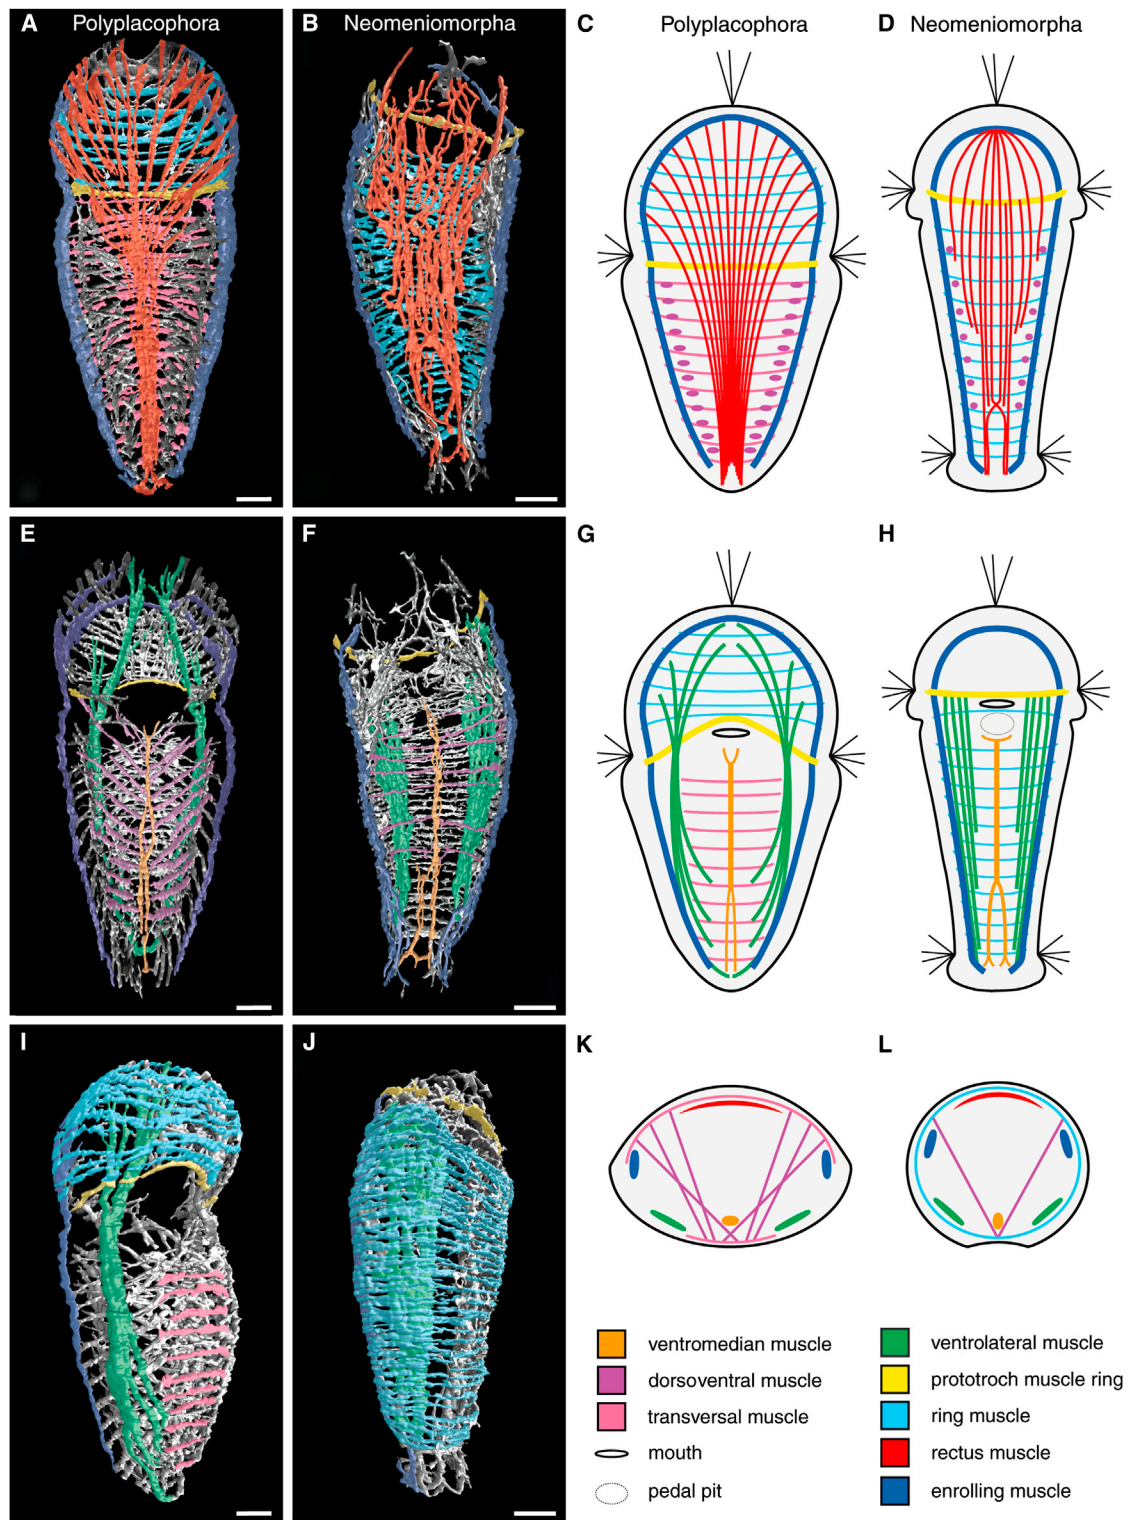 A Polyplacophora
B Neomeniomorpha
C Polyplacophora
D Neomeniomorpha
E
F
G
H
I
J
K
L
ventromedian muscle
dorsoventral muscle
transversal muscle
mouth
pedal pit
ventrolateral muscle
prototroch muscle ring
ring muscle
rectus muscle
enrolling muscle